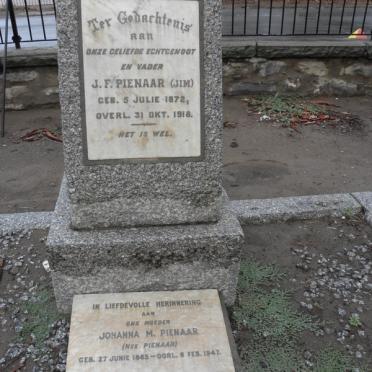 Ter Gedachtenis
AAN
ONZE GELIEFDE ECHTGENOOT
EN VADER
J. F. PIENAAR (JIM)
GEB. 5 JULIE 1872,
OVERL. 31 OKT. 1918.
HET IS WEL.
IN LIEFDEVOLLE HERINNERING
AAN
ONS MOEDER
JOHANNA M. PIENAAR
(NEE PIENAAR)
GEB. 27 JUNIE 1885 — OORL. 8 FEB. 1947.